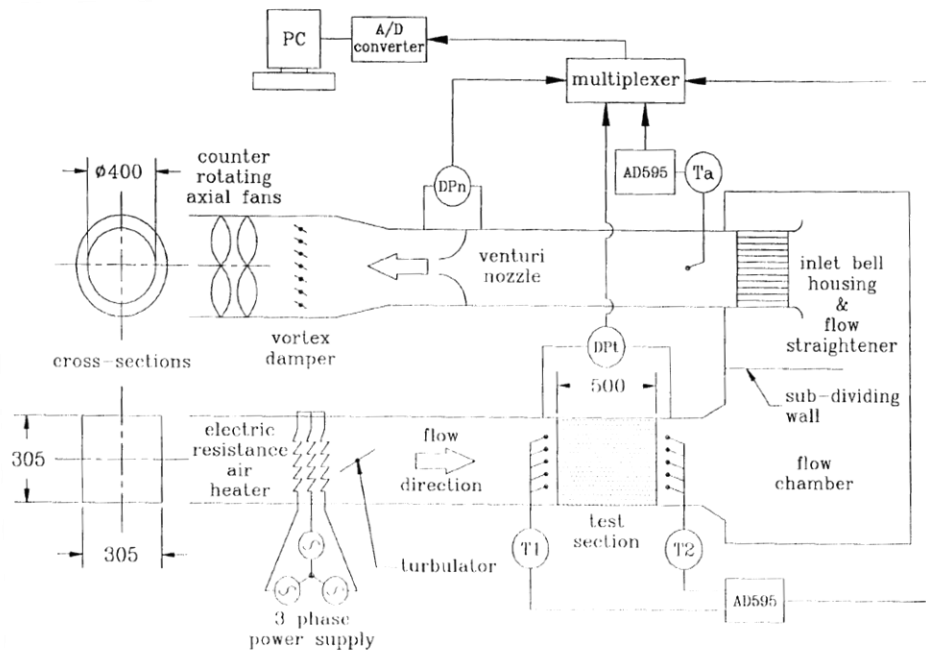 PC
A/D
converter
multiplexer
ø400
counter
rotating
axial fans
DPn
AD595
Ta
venturi
nozzle
inlet bell
housing
&
flow
straightener
vortex
damper
cross-sections
DPt
500
sub-dividing
wall
305
electric
resistance
air
heater
flow
direction
flow
chamber
test
section
305
turbulator
T1
T2
S
S
S
AD595
3 phase
power supply